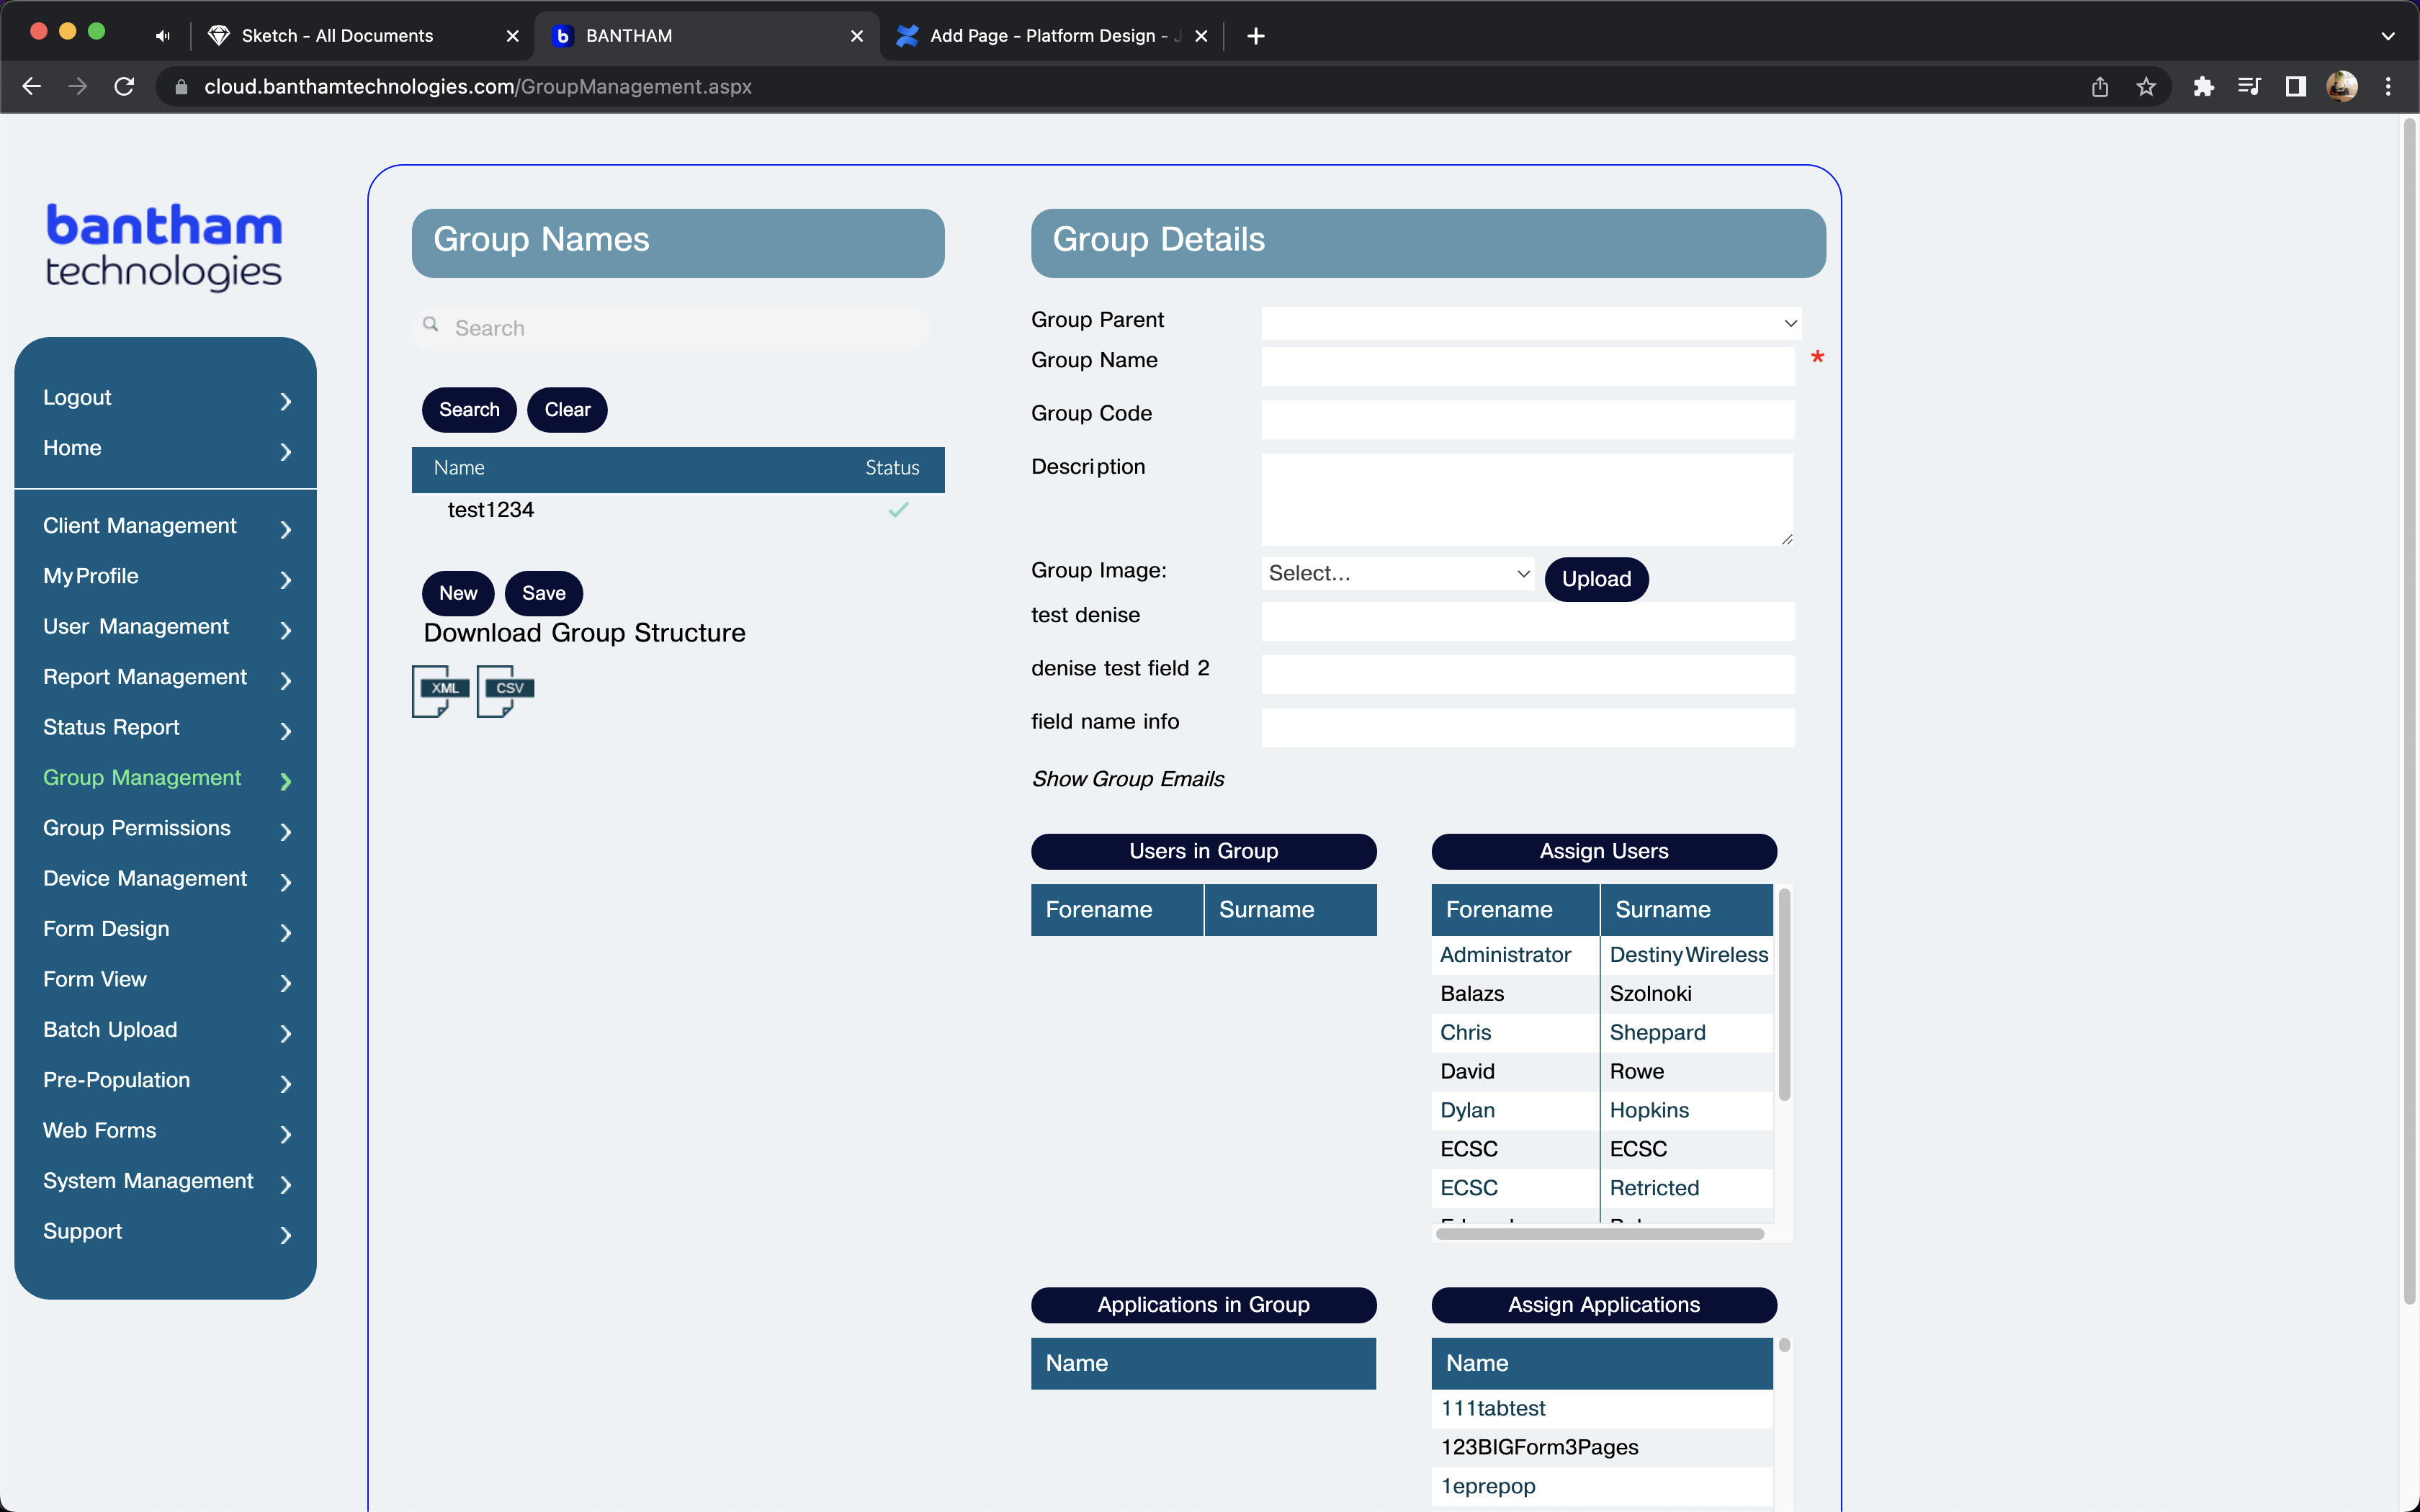 Sketch - All Documents
BANTHAM
Add Page - Platform Design -
cloud.banthamtechnologies.com/GroupManagement.aspx
bantham
technologies
Logout
Home
Client Management
My Profile
User Management
Report Management
Status Report
Group Management
Group Permissions
Device Management
Form Design
Form View
Batch Upload
Pre-Population
Web Forms
System Management
Support
Group Names
Search
Search Clear
Name Status
test1234
New Save
Download Group Structure
XML CSV
Group Details
Group Parent
Group Name *
Group Code
Description
Group Image: Select... Upload
test denise
denise test field 2
field name info
Show Group Emails
Users in Group
Forename Surname
Assign Users
Forename Surname
Administrator DestinyWireless
Balazs Szolnoki
Chris Sheppard
David Rowe
Dylan Hopkins
ECSC ECSC
ECSC Retricted
Applications in Group
Name
Assign Applications
Name
111tabtest
123BIGForm3Pages
1eprepop